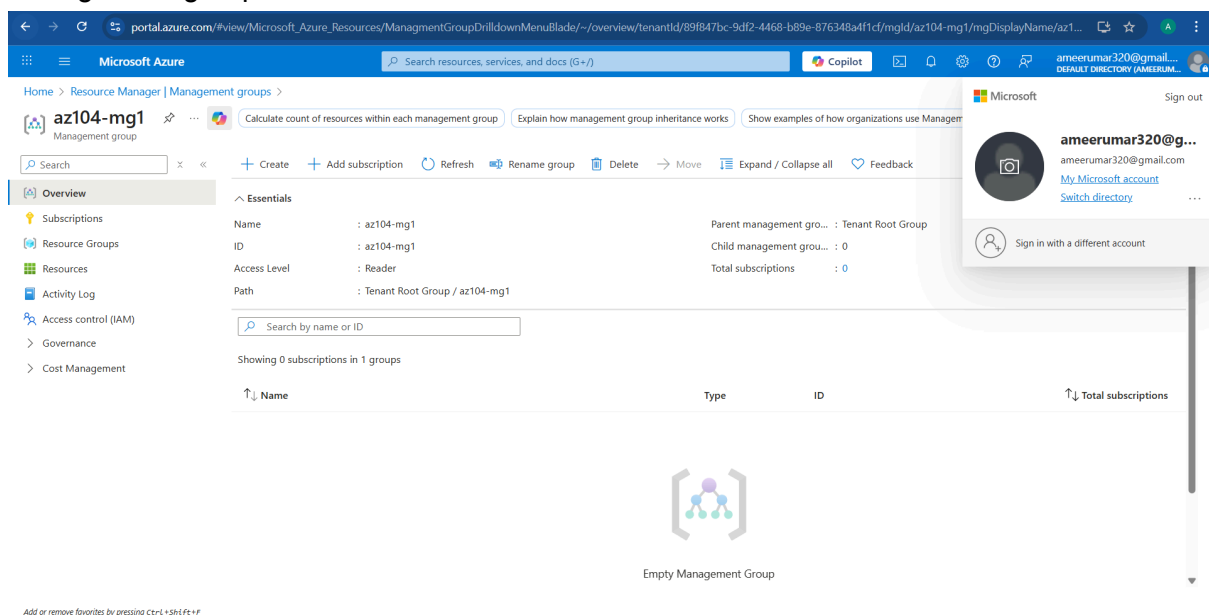 portal.azure.com/#view/Microsoft_Azure_Resources/ManagmentGroupDrilldownMenuBlade/~/overview/tenantId/89f847bc-9df2-4468-b89e-876348a4f1cf/mgId/az104-mg1/mgDisplayName/az1...
A
Microsoft Azure
Search resources, services, and docs (G+/)
Copilot
ameerumar320@gmail....
DEFAULT DIRECTORY (AMEERUM...
Home > Resource Manager | Management groups >
Microsoft
Sign out
az104-mg1
Management group
Calculate count of resources within each management group
Explain how management group inheritance works
Show examples of how organizations use Managem
ameerumar320@g...
ameerumar320@gmail.com
My Microsoft account
Switch directory
Sign in with a different account
Search
Create
Add subscription
Refresh
Rename group
Delete
Move
Expand / Collapse all
Feedback
Overview
Subscriptions
Resource Groups
Resources
Activity Log
Access control (IAM)
Governance
Cost Management
Essentials
Name : az104-mg1
Parent management gro... : Tenant Root Group
ID : az104-mg1
Child management grou... : 0
Access Level : Reader
Total subscriptions : 0
Path : Tenant Root Group / az104-mg1
Search by name or ID
Showing 0 subscriptions in 1 groups
Name
Type
ID
Total subscriptions
Empty Management Group
Add or remove favorites by pressing Ctrl+Shift+F